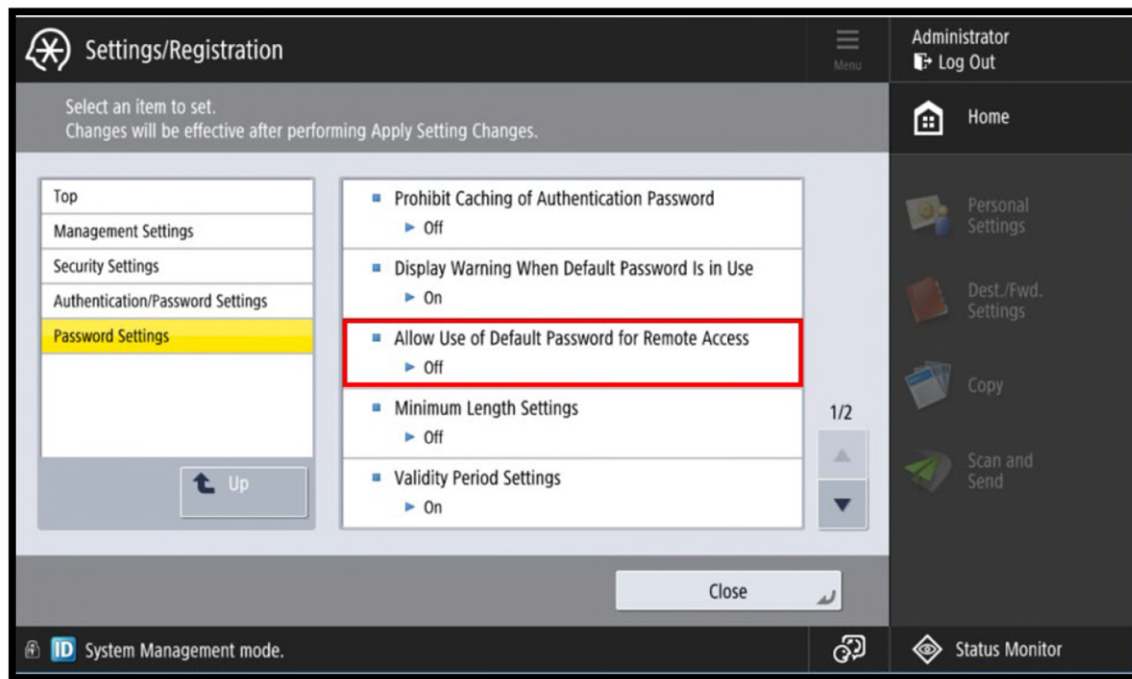 Settings/Registration
Menu
Administrator
Log Out
Select an item to set.
Changes will be effective after performing Apply Setting Changes.
Home
Top
Management Settings
Security Settings
Authentication/Password Settings
Password Settings
Up
Prohibit Caching of Authentication Password
Off
Display Warning When Default Password Is in Use
On
Allow Use of Default Password for Remote Access
Off
Minimum Length Settings
Off
Validity Period Settings
On
1/2
Personal
Settings
Dest./Fwd.
Settings
Copy
Scan and
Send
Close
ID System Management mode.
Status Monitor